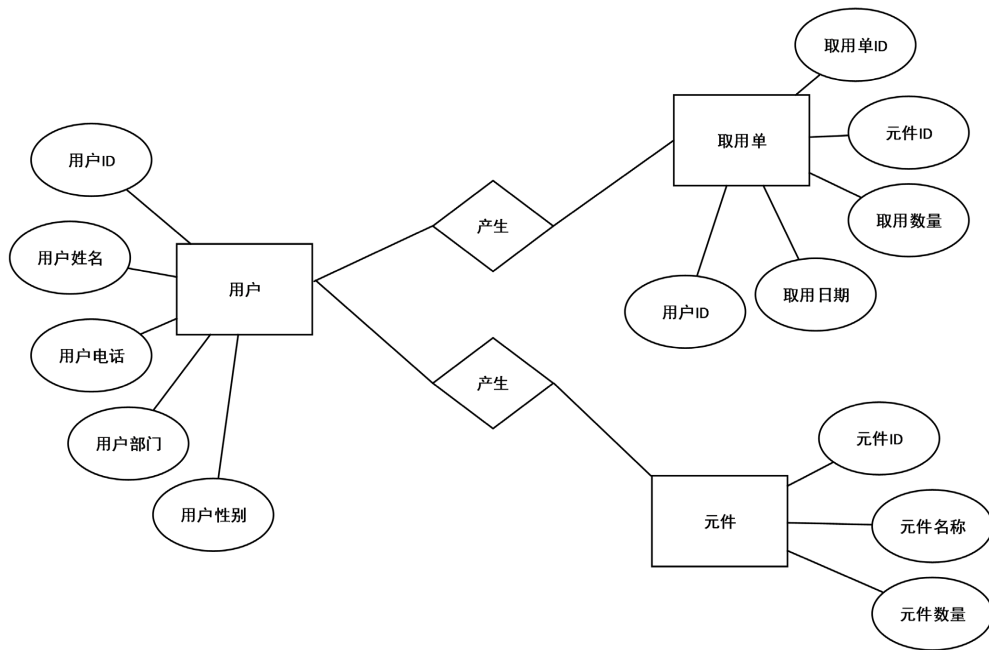 取用单ID
元件ID
取用单
用户ID
取用数量
产生
用户姓名
用户
取用日期
用户ID
用户电话
产生
用户部门
元件ID
用户性别
元件
元件名称
元件数量